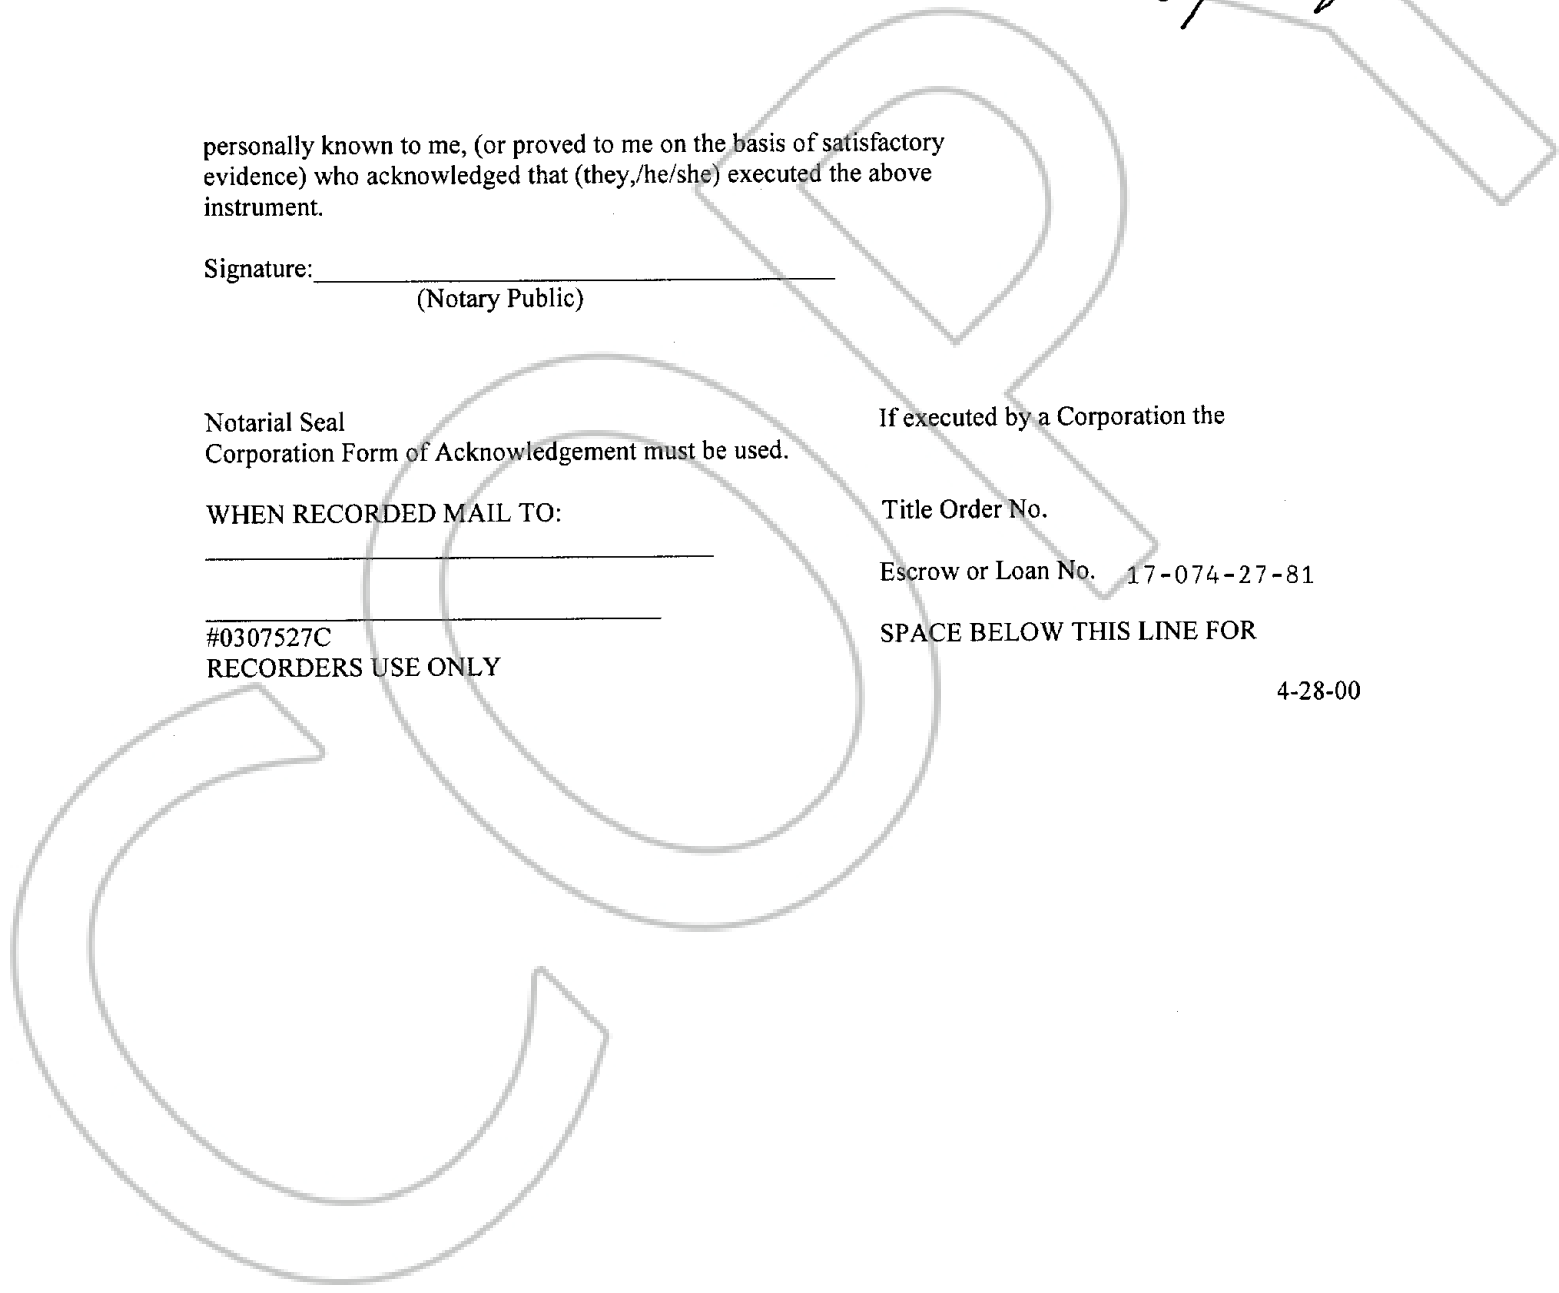 personally known to me, (or proved to me on the basis of satisfactory
evidence) who acknowledged that (they,/he/she) executed the above
instrument.
Signature:
(Notary Public)
Notarial Seal
If executed by a Corporation the
Corporation Form of Acknowledgement must be used.
WHEN RECORDED MAIL TO:
Title Order No.
Escrow or Loan No. 17-074-27-81
#0307527C
SPACE BELOW THIS LINE FOR
RECORDERS USE ONLY
4-28-00
COPY